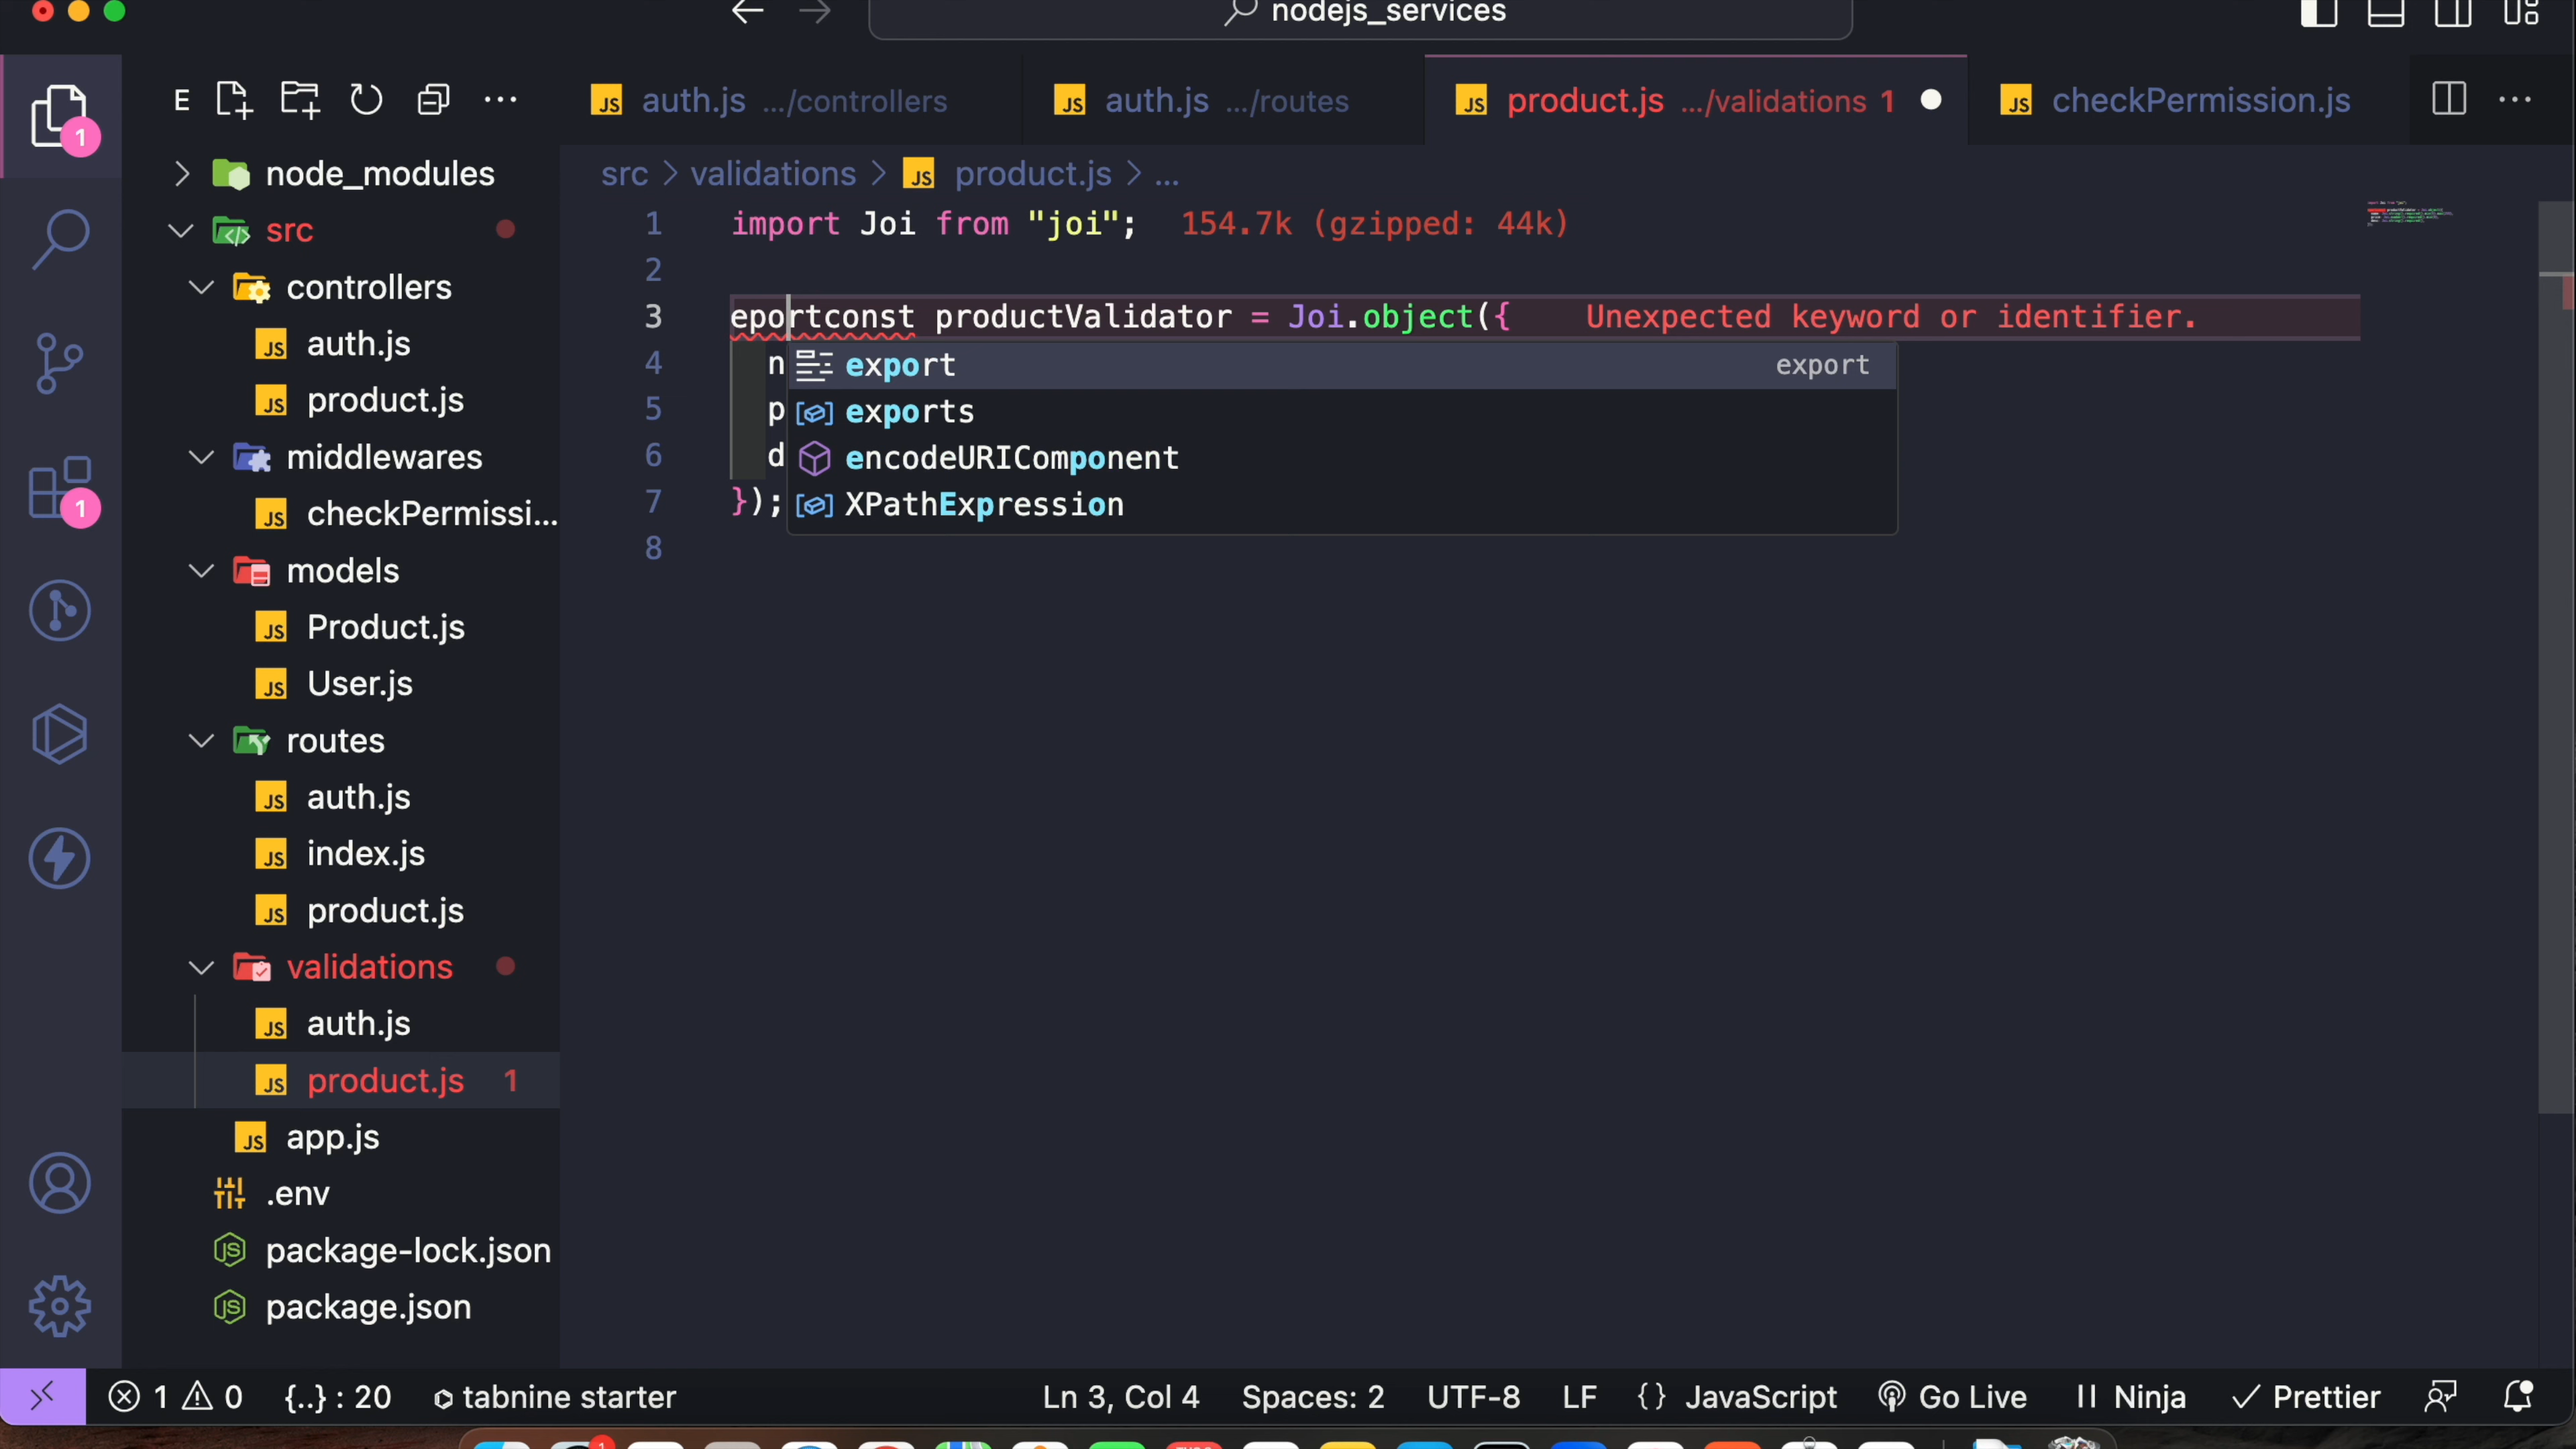 nodejs_services
E
auth.js .../controllers
auth.js .../routes
product.js .../validations 1
checkPermission.js
1
node_modules
src
controllers
auth.js
product.js
middlewares
checkPermissi...
1
models
Product.js
User.js
routes
auth.js
index.js
product.js
validations
auth.js
product.js 1
app.js
.env
package-lock.json
package.json
src > validations > JS product.js > ...
1 import Joi from "joi"; 154.7k (gzipped: 44k)
2
3 eportconst productValidator = Joi.object({ Unexpected keyword or identifier.
4 n
export export
5 p
exports
6 d
encodeURIComponent
7 });
XPathExpression
8
1 0 {..} : 20 tabnine starter Ln 3, Col 4 Spaces: 2 UTF-8 LF {} JavaScript Go Live Ninja Prettier